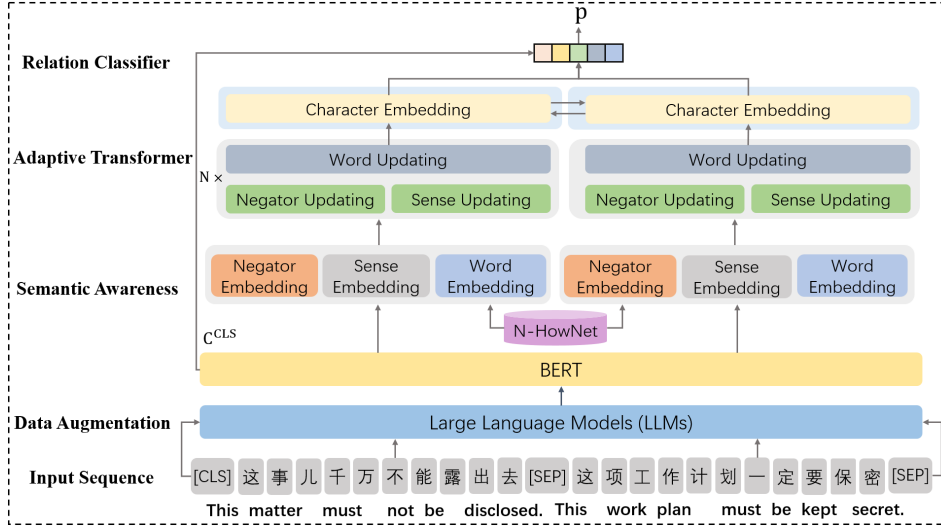 p
Relation Classifier
Character Embedding Character Embedding
Adaptive Transformer
N ×
Word Updating Word Updating
Negator Updating Sense Updating Negator Updating Sense Updating
Semantic Awareness
Negator Embedding Sense Embedding Word Embedding Negator Embedding Sense Embedding Word Embedding
N-HowNet
C^CLS
BERT
Data Augmentation
Large Language Models (LLMs)
Input Sequence
[CLS] 这 事 儿 千 万 不 能 露 出 去 [SEP] 这 项 工 作 计 划 一 定 要 保 密 [SEP]
This matter must not be disclosed. This work plan must be kept secret.